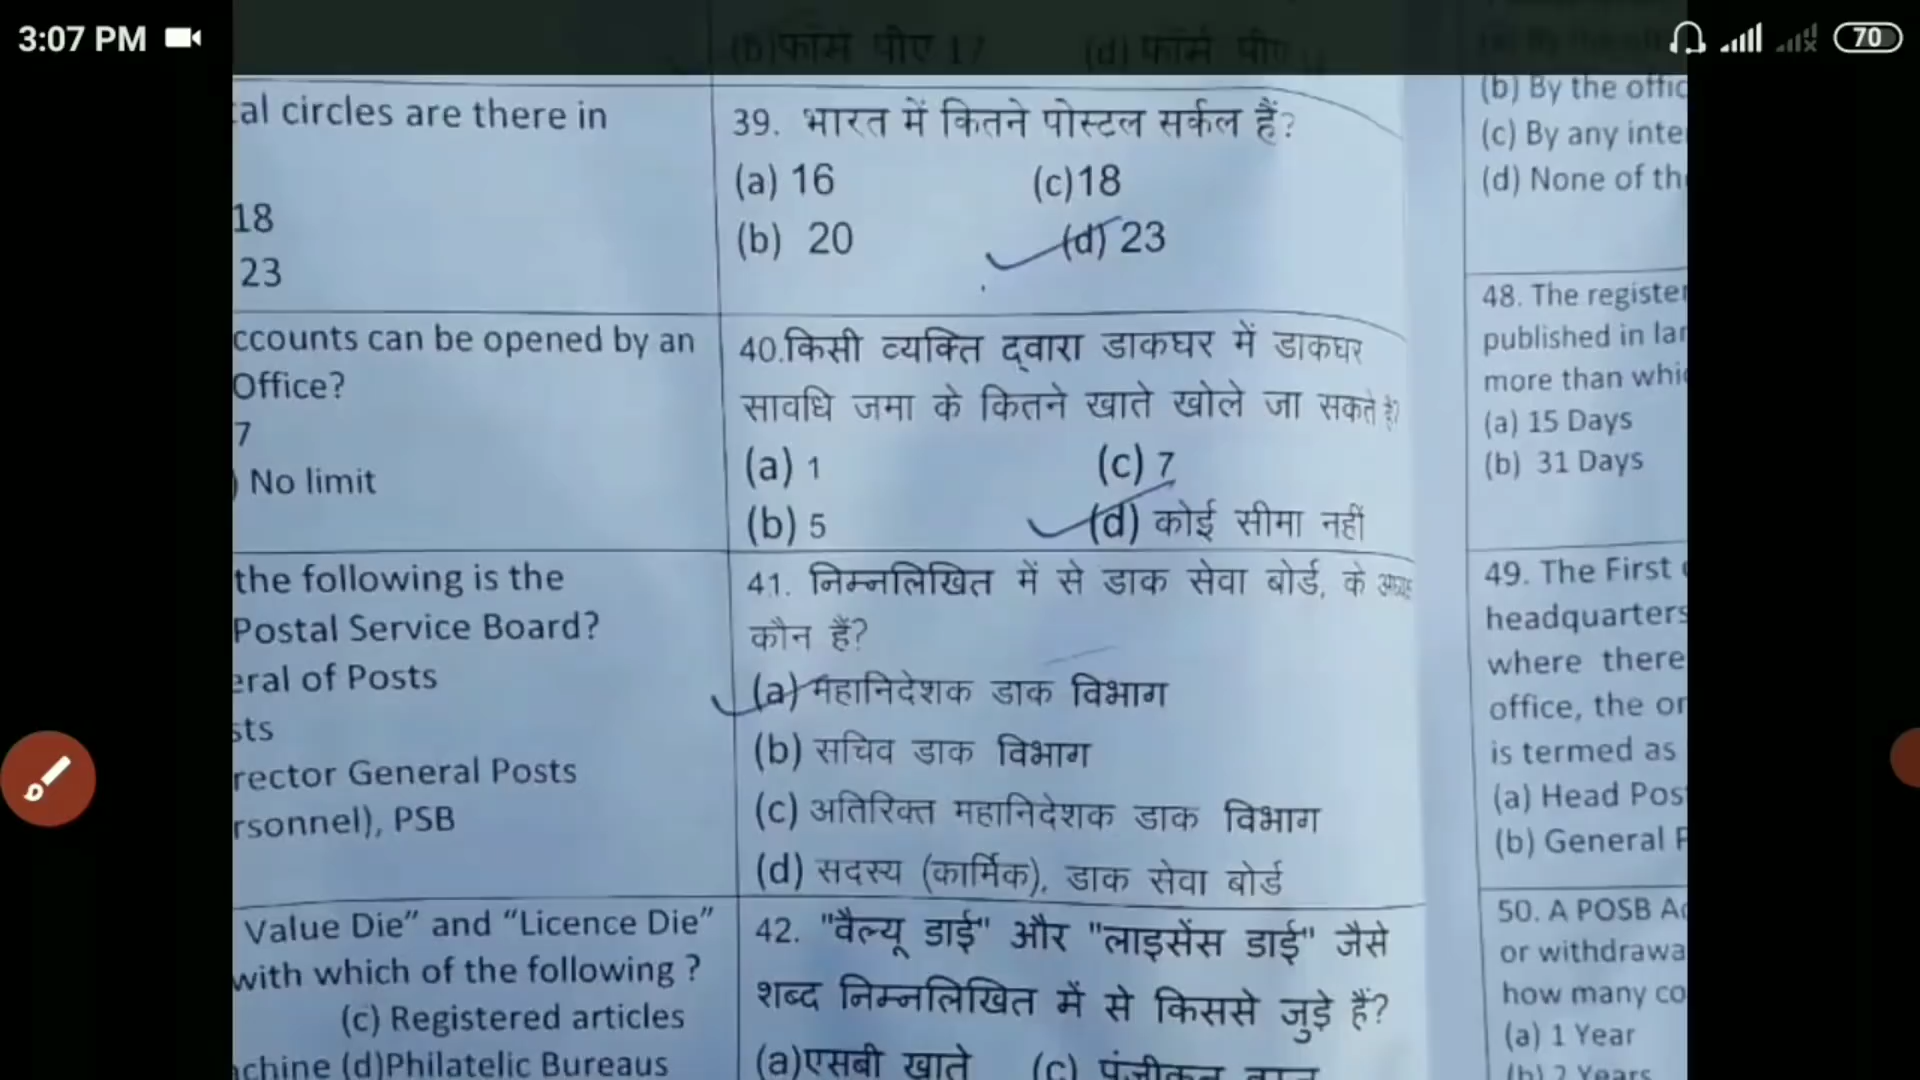 3:07 PM
70
(b)फॉर्म पीए 17 (d) फॉर्म पीए
al circles are there in
18
23
ccounts can be opened by an
Office?
7
) No limit
the following is the
Postal Service Board?
eral of Posts
sts
rector General Posts
rsonnel), PSB
Value Die” and “Licence Die”
with which of the following ?
(c) Registered articles
achine (d)Philatelic Bureaus
39. भारत में कितने पोस्टल सर्कल हैं?
(a) 16 (c)18
(b) 20 (d) 23
40.किसी व्यक्ति द्वारा डाकघर में डाकघर
सावधि जमा के कितने खाते खोले जा सकते है?
(a) 1 (c) 7
(b) 5 (d) कोई सीमा नहीं
41. निम्नलिखित में से डाक सेवा बोर्ड, के
कौन हैं?
(a) महानिदेशक डाक विभाग
(b) सचिव डाक विभाग
(c) अतिरिक्त महानिदेशक डाक विभाग
(d) सदस्य (कार्मिक), डाक सेवा बोर्ड
42. "वैल्यू डाई" और "लाइसेंस डाई" जैसे
शब्द निम्नलिखित में से किससे जुड़े हैं?
(a)एसबी खाते (c)
(b) By the offic
(c) By any inte
(d) None of th
48. The register
published in lar
more than whi
(a) 15 Days
(b) 31 Days
49. The First
headquarters
where there
office, the or
is termed as
(a) Head Pos
(b) General P
50. A POSB Ac
or withdrawa
how many co
(a) 1 Year
(b) 2 Years